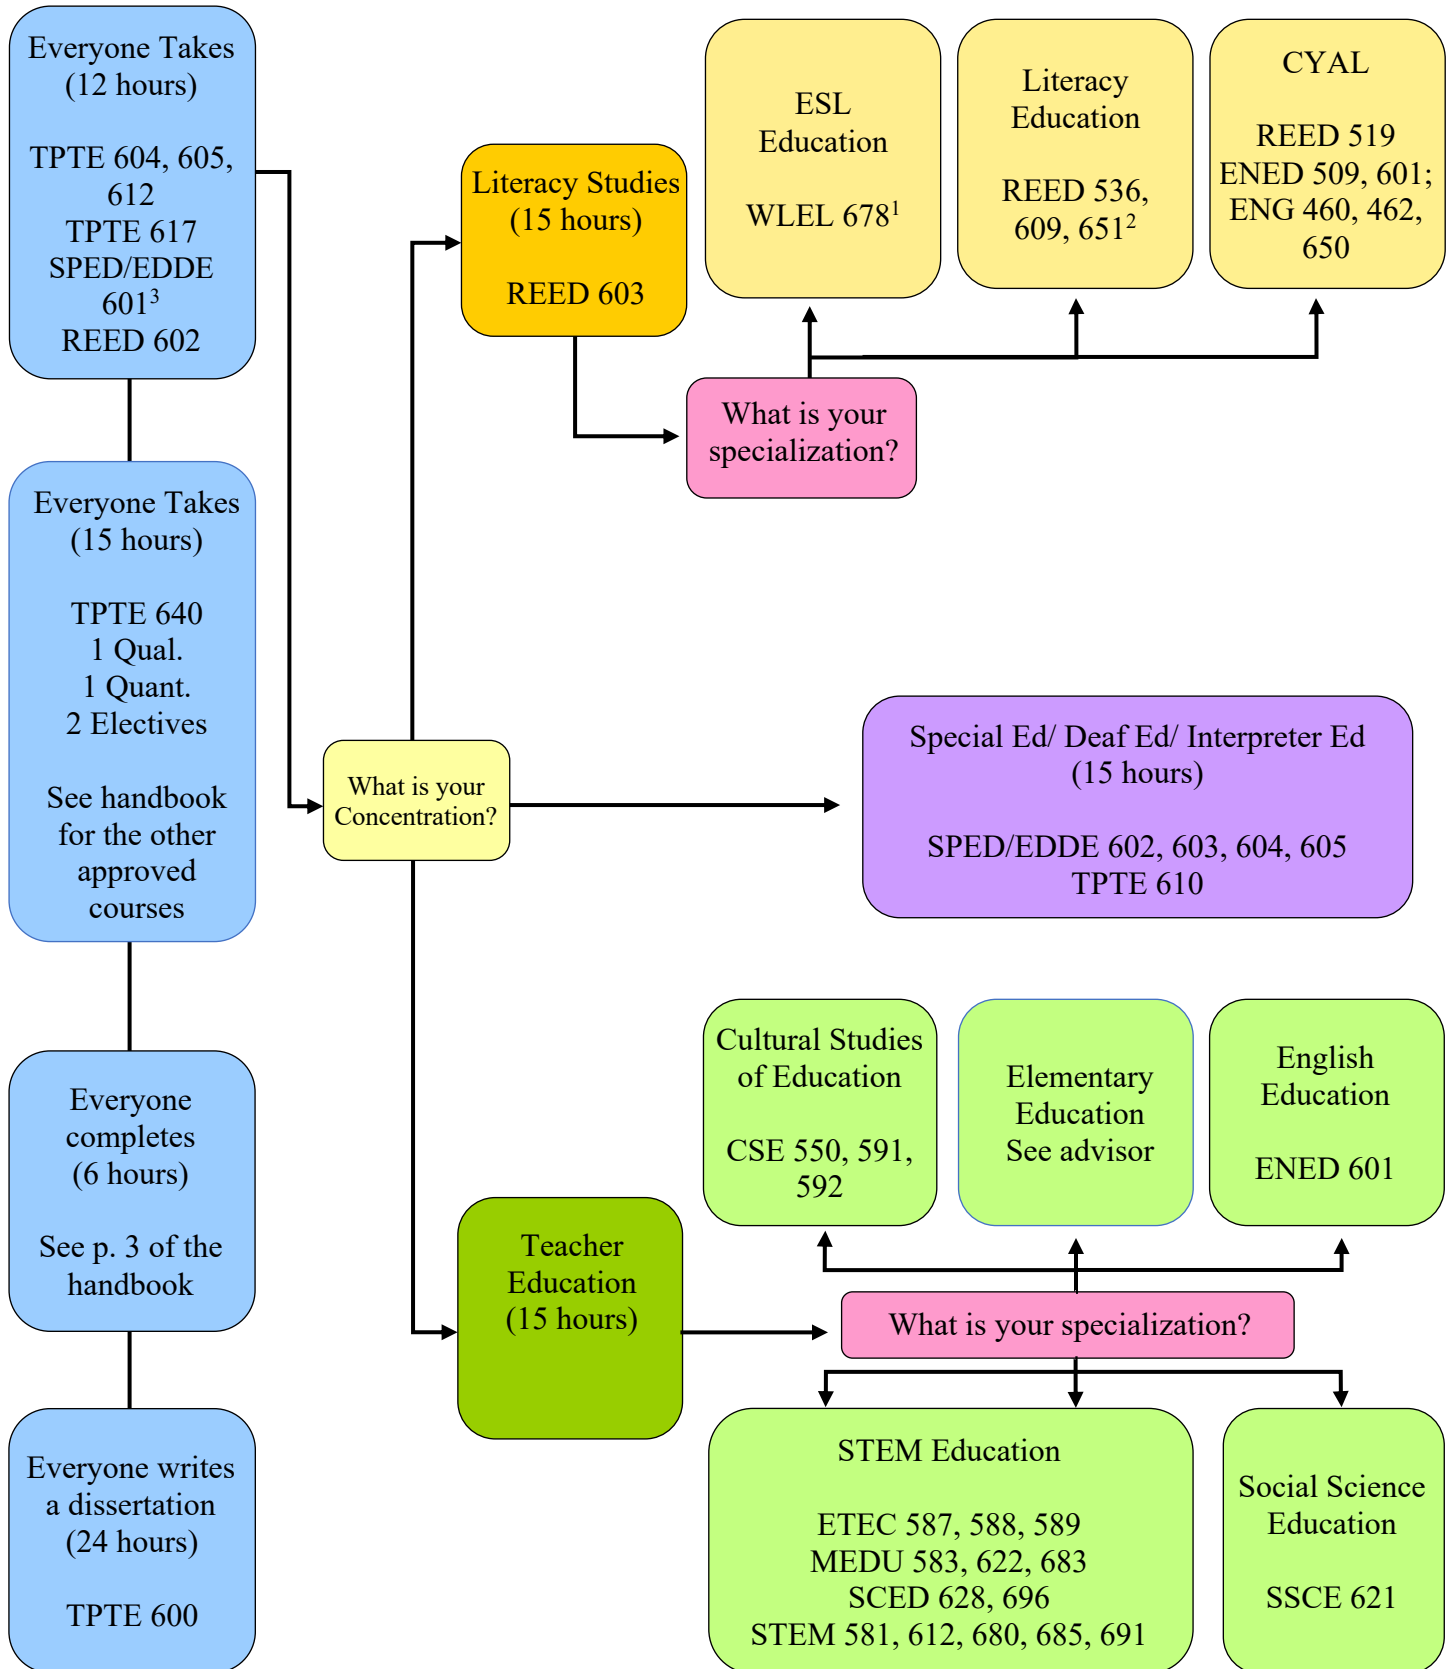 Everyone Takes
(12 hours)
TPTE 604, 605,
612
TPTE 617
SPED/EDDE
601³
REED 602
Everyone Takes
(15 hours)
TPTE 640
1 Qual.
1 Quant.
2 Electives
See handbook
for the other
approved
courses
Everyone
completes
(6 hours)
See p. 3 of the
handbook
Everyone writes
a dissertation
(24 hours)
TPTE 600
What is your
Concentration?
Literacy Studies
(15 hours)
REED 603
What is your
specialization?
ESL
Education
WLEL 678¹
Literacy
Education
REED 536,
609, 651²
CYAL
REED 519
ENED 509, 601;
ENG 460, 462,
650
Special Ed/ Deaf Ed/ Interpreter Ed
(15 hours)
SPED/EDDE 602, 603, 604, 605
TPTE 610
Teacher
Education
(15 hours)
What is your specialization?
Cultural Studies
of Education
CSE 550, 591,
592
Elementary
Education
See advisor
English
Education
ENED 601
STEM Education
ETEC 587, 588, 589
MEDU 583, 622, 683
SCED 628, 696
STEM 581, 612, 680, 685, 691
Social Science
Education
SSCE 621